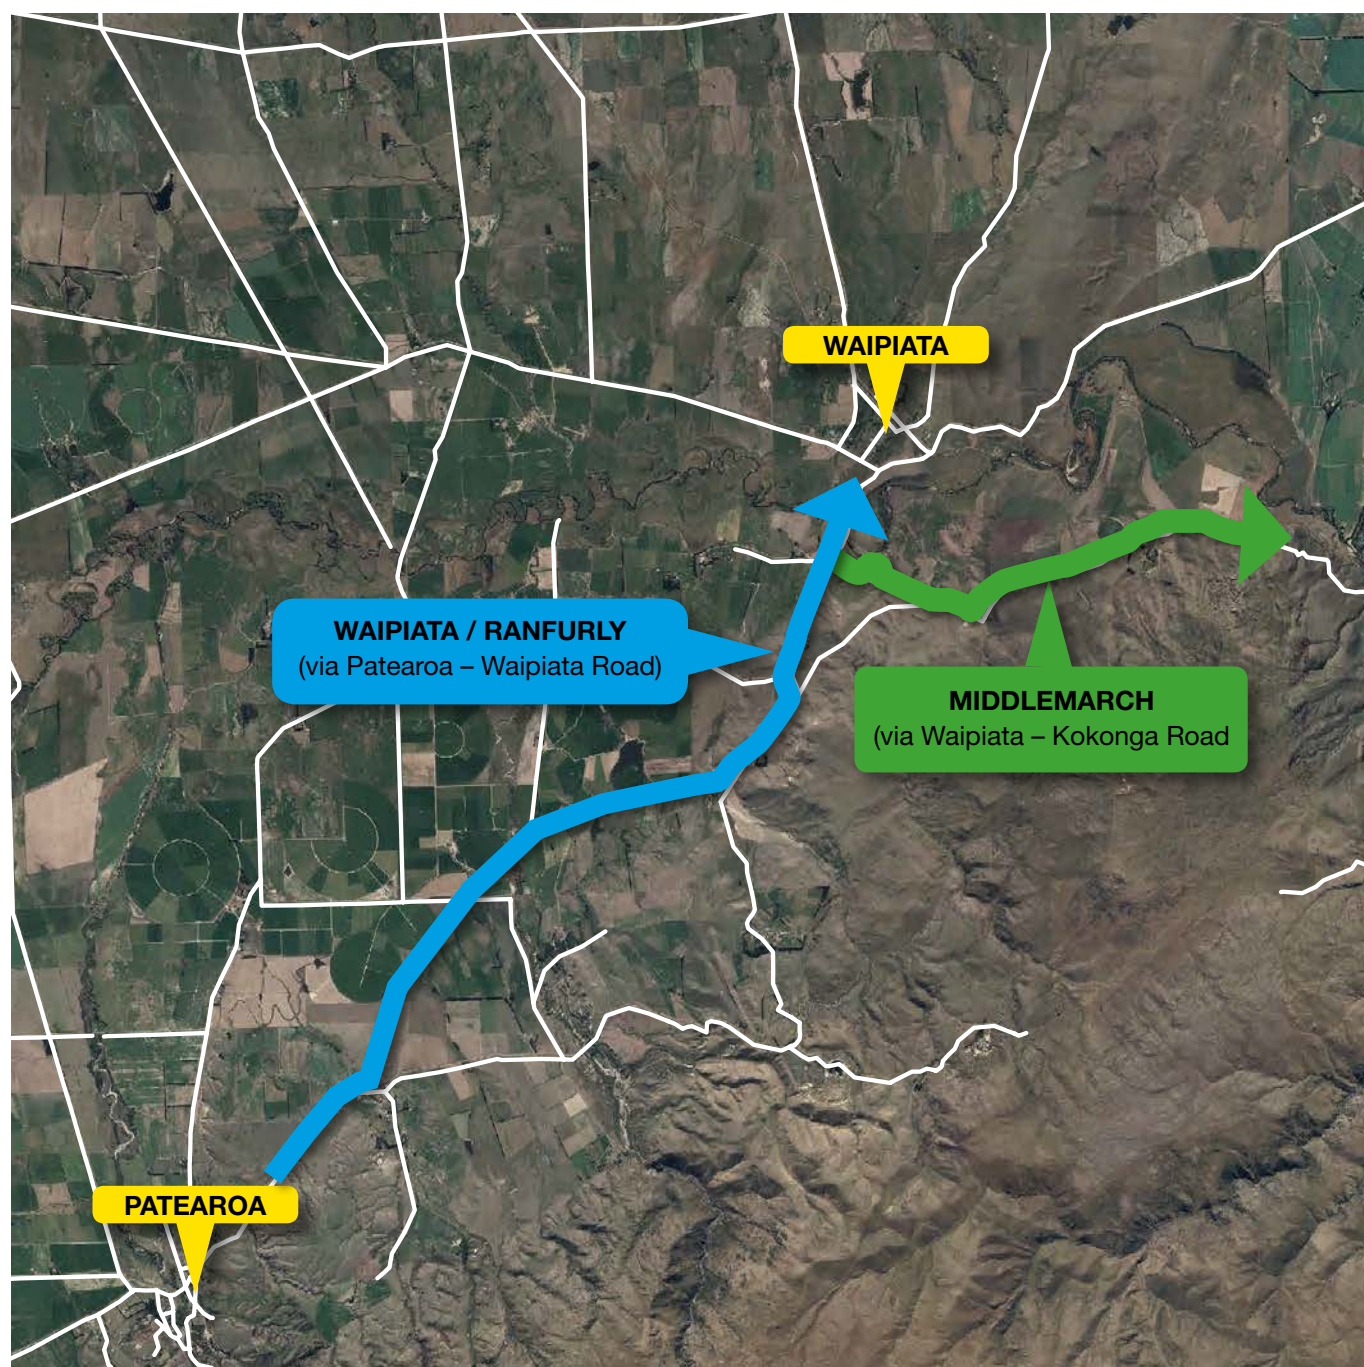 WAIPIATA
WAIPIATA / RANFURLY
(via Patearoa – Waipiata Road)
MIDDLEMARCH
(via Waipiata – Kokonga Road
PATEAROA